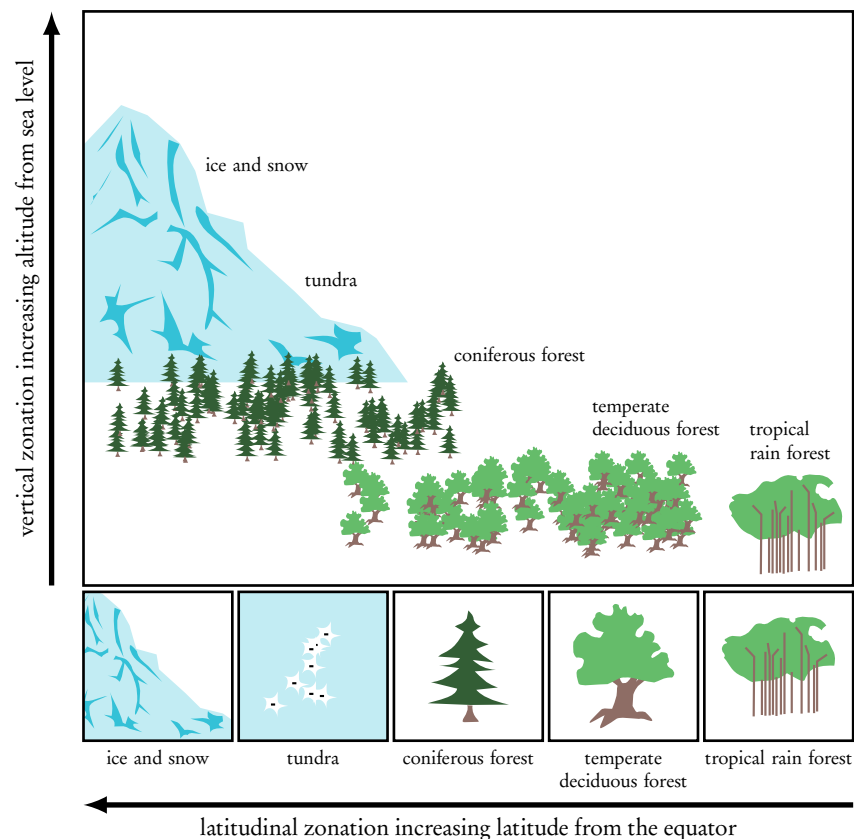 vertical zonation increasing altitude from sea level
ice and snow
tundra
coniferous forest
temperate
deciduous forest
tropical
rain forest
ice and snow
tundra
coniferous forest
temperate
deciduous forest
tropical rain forest
latitudinal zonation increasing latitude from the equator